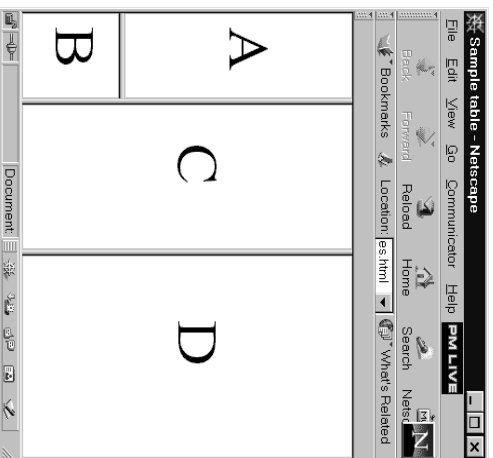 Sample table - Netscape
File Edit View Go Communicator Help PM LIVE
Back Forward Reload Home Search Netsc
N
Bookmarks Location: es.html What's Related
A
C D
B
Document: